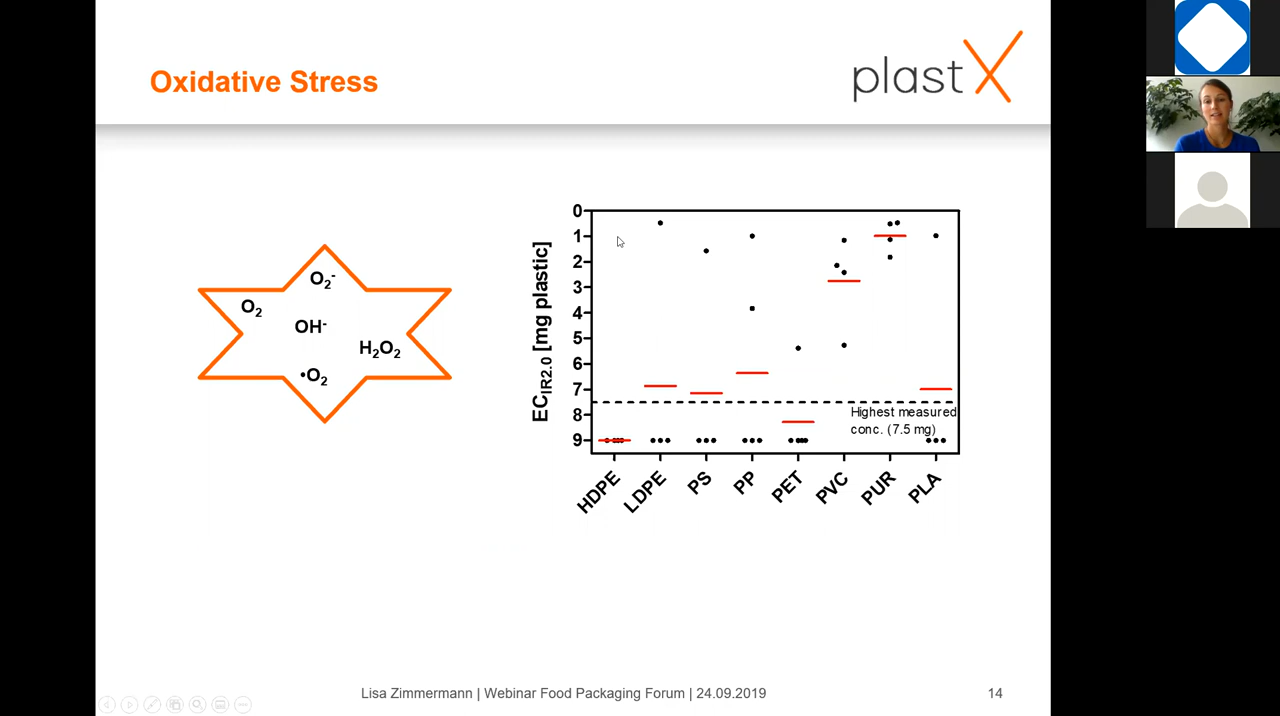 Oxidative Stress
plastX
O₂⁻
O₂
OH⁻
H₂O₂
•O₂
EC_IR2.0 [mg plastic]
0
1
2
3
4
5
6
7
8
9
Highest measured
conc. (7.5 mg)
HDPE
LDPE
PS
PP
PET
PVC
PUR
PLA
Lisa Zimmermann | Webinar Food Packaging Forum | 24.09.2019
14